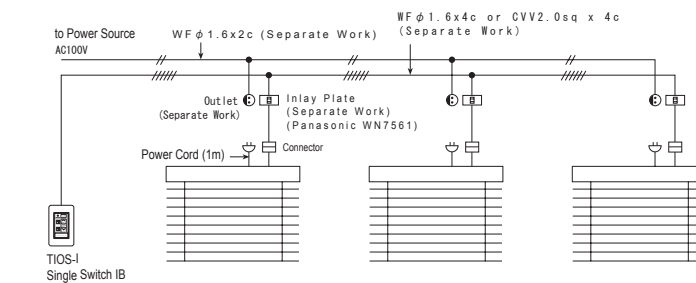 WFφ1.6x4c or CVV2.0sq x 4c
(Separate Work)
to Power Source
AC100V
WFφ1.6x2c (Separate Work)
Outlet
(Separate Work)
Inlay Plate
(Separate Work)
(Panasonic WN7561)
Connector
Power Cord (1m)
TIOS-I
Single Switch IB